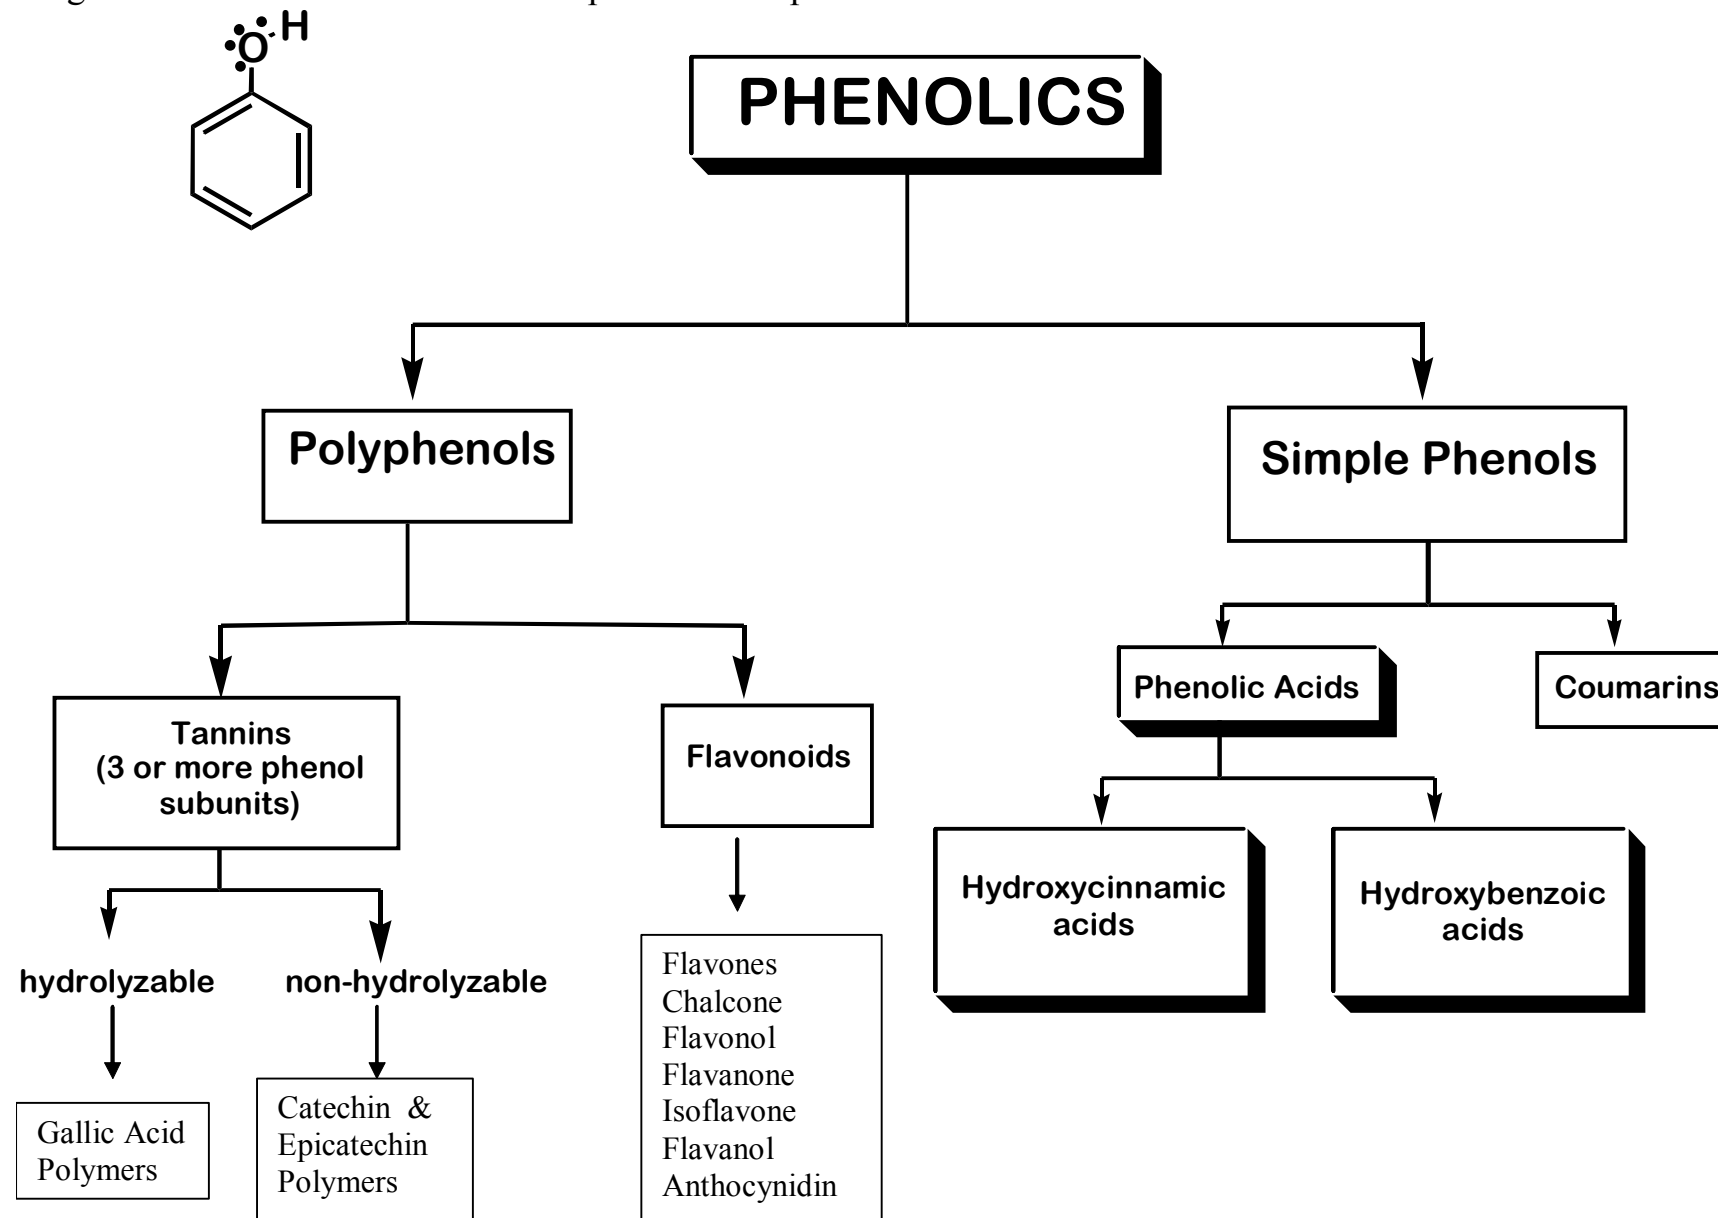 O H
PHENOLICS
Polyphenols
Simple Phenols
Tannins
(3 or more phenol
subunits)
Flavonoids
Phenolic Acids
Coumarins
hydrolyzable
non-hydrolyzable
Hydroxycinnamic
acids
Hydroxybenzoic
acids
Gallic Acid
Polymers
Catechin &
Epicatechin
Polymers
Flavones
Chalcone
Flavonol
Flavanone
Isoflavone
Flavanol
Anthocynidin